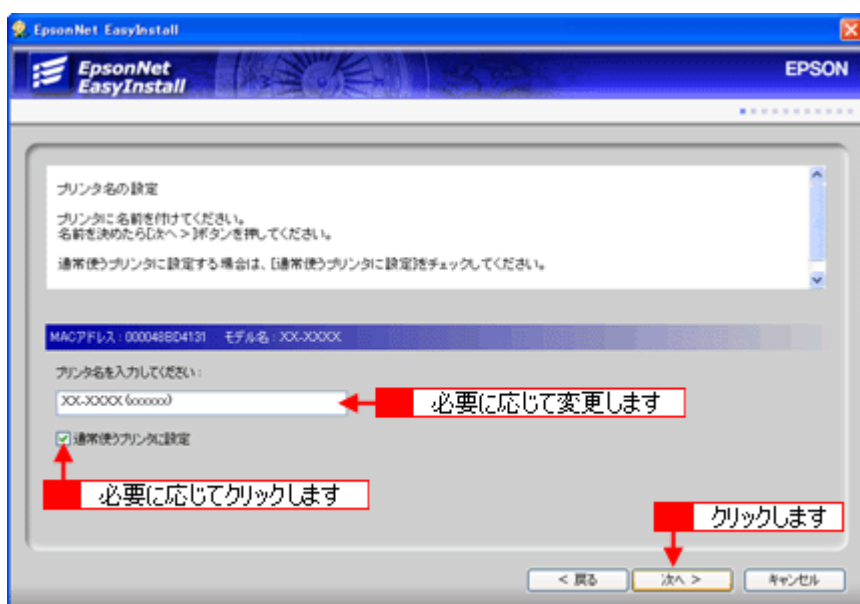 EpsonNet EasyInstall
EpsonNet
EasyInstall
EPSON
プリンタ名の設定
プリンタに名前を付けてください。
名前を決めたら[次へ >]ボタンを押してください。
通常使うプリンタに設定する場合は、[通常使うプリンタに設定]をチェックしてください。
MACアドレス : 000048BD4131 モデル名 : XX-XXXX
プリンタ名を入力してください :
XX-XXXX (xxxxxx)
必要に応じて変更します
通常使うプリンタに設定
必要に応じてクリックします
クリックします
< 戻る
次へ >
キャンセル